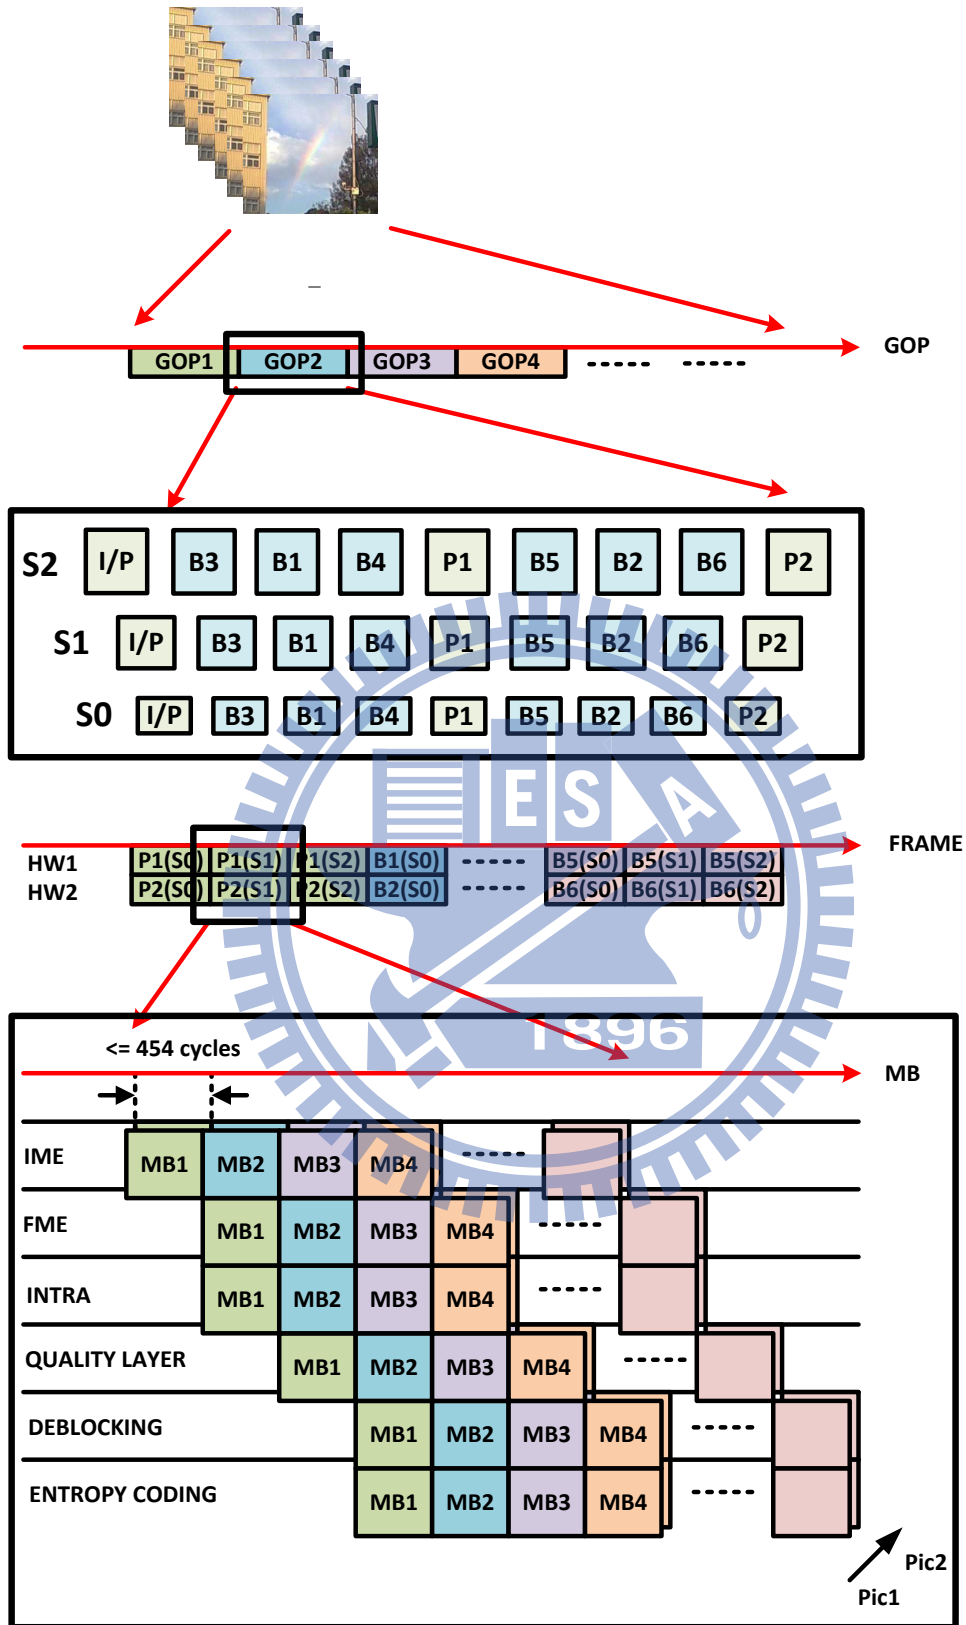 GOP
GOP1 GOP2 GOP3 GOP4
S2 I/P B3 B1 B4 P1 B5 B2 B6 P2
S1 I/P B3 B1 B4 P1 B5 B2 B6 P2
S0 I/P B3 B1 B4 P1 B5 B2 B6 P2
ESA
FRAME
HW1 P1(S0) P1(S1) P1(S2) B1(S0) B5(S0) B5(S1) B5(S2)
HW2 P2(S0) P2(S1) P2(S2) B2(S0) B6(S0) B6(S1) B6(S2)
1896
<= 454 cycles
MB
IME MB1 MB2 MB3 MB4
FME MB1 MB2 MB3 MB4
INTRA MB1 MB2 MB3 MB4
QUALITY LAYER MB1 MB2 MB3 MB4
DEBLOCKING MB1 MB2 MB3 MB4
ENTROPY CODING MB1 MB2 MB3 MB4
Pic2
Pic1